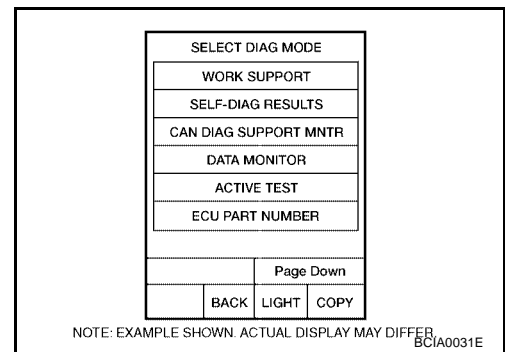 SELECT DIAG MODE
WORK SUPPORT
SELF-DIAG RESULTS
CAN DIAG SUPPORT MNTR
DATA MONITOR
ACTIVE TEST
ECU PART NUMBER
Page Down
BACK LIGHT COPY
NOTE: EXAMPLE SHOWN. ACTUAL DISPLAY MAY DIFFER.
BCIA0031E